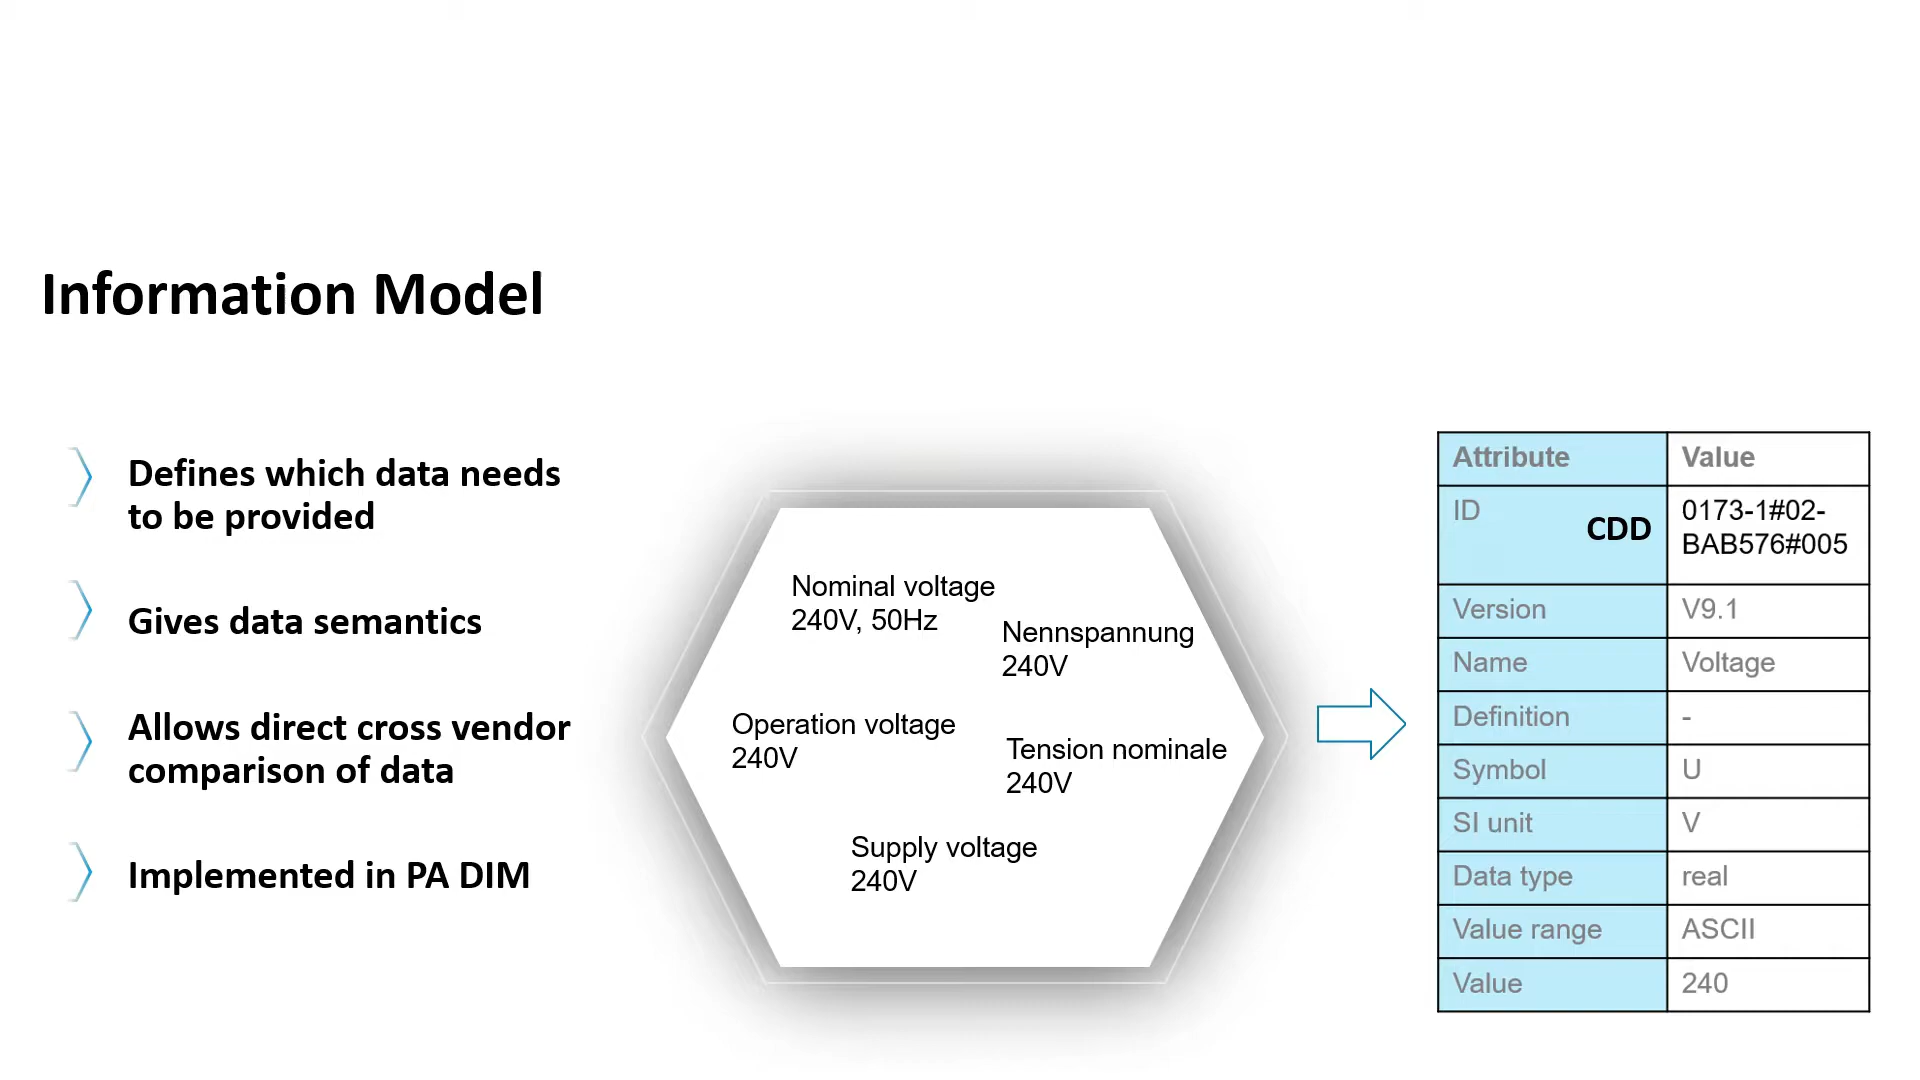 Information Model
Defines which data needs
to be provided
Gives data semantics
Allows direct cross vendor
comparison of data
Implemented in PA DIM
Nominal voltage
240V, 50Hz
Nennspannung
240V
Operation voltage
240V
Tension nominale
240V
Supply voltage
240V
Attribute Value
ID CDD 0173-1#02-
BAB576#005
Version V9.1
Name Voltage
Definition -
Symbol U
SI unit V
Data type real
Value range ASCII
Value 240